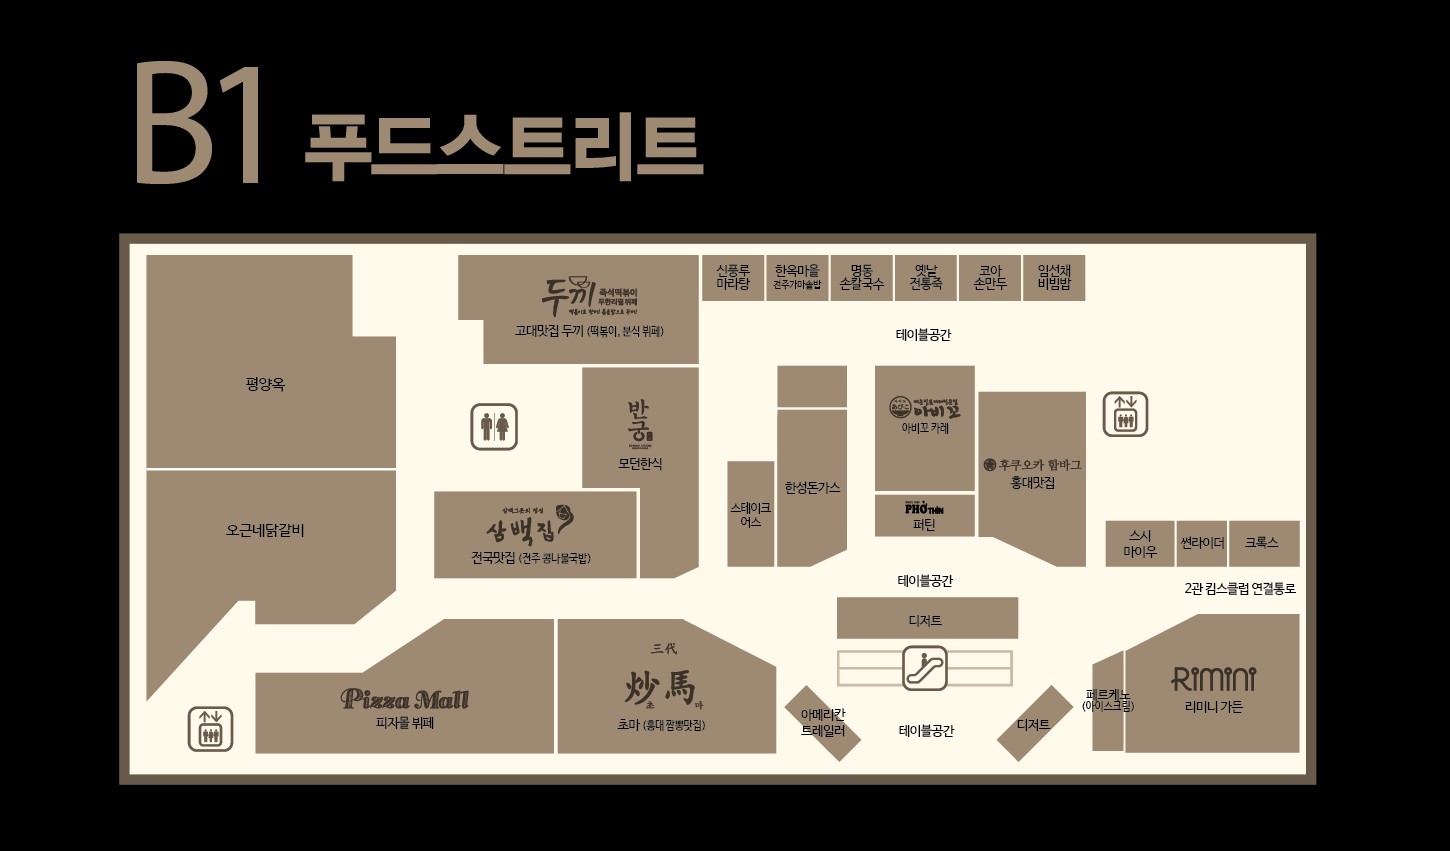 B1 푸드스트리트
두끼 즉석떡볶이
무한리필 뷔페
고대맛집 두끼 (떡볶이, 분식 뷔페)
신풍루
마라탕
한옥마을
전주가마솥밥
명동
손칼국수
옛날
전통죽
코아
손만두
임선채
비빔밥
테이블공간
평양옥
반궁
모던한식
아비꼬
아비꼬 카레
후쿠오카 함바그
홍대맛집
한성돈가스
스테이크
어스
PHỞ THÌN
퍼틴
오근네닭갈비
삼백집
전국맛집 (전주 콩나물국밥)
스시
마이우
썬라이더
크록스
테이블공간
2관 킴스클럽 연결통로
디저트
三代
炒馬
초 마
초마 (홍대 짬뽕맛집)
Pizza Mall
피자몰 뷔페
아메리칸
트레일러
테이블공간
디저트
페르케노
(아이스크림)
RIMINI
리미니 가든